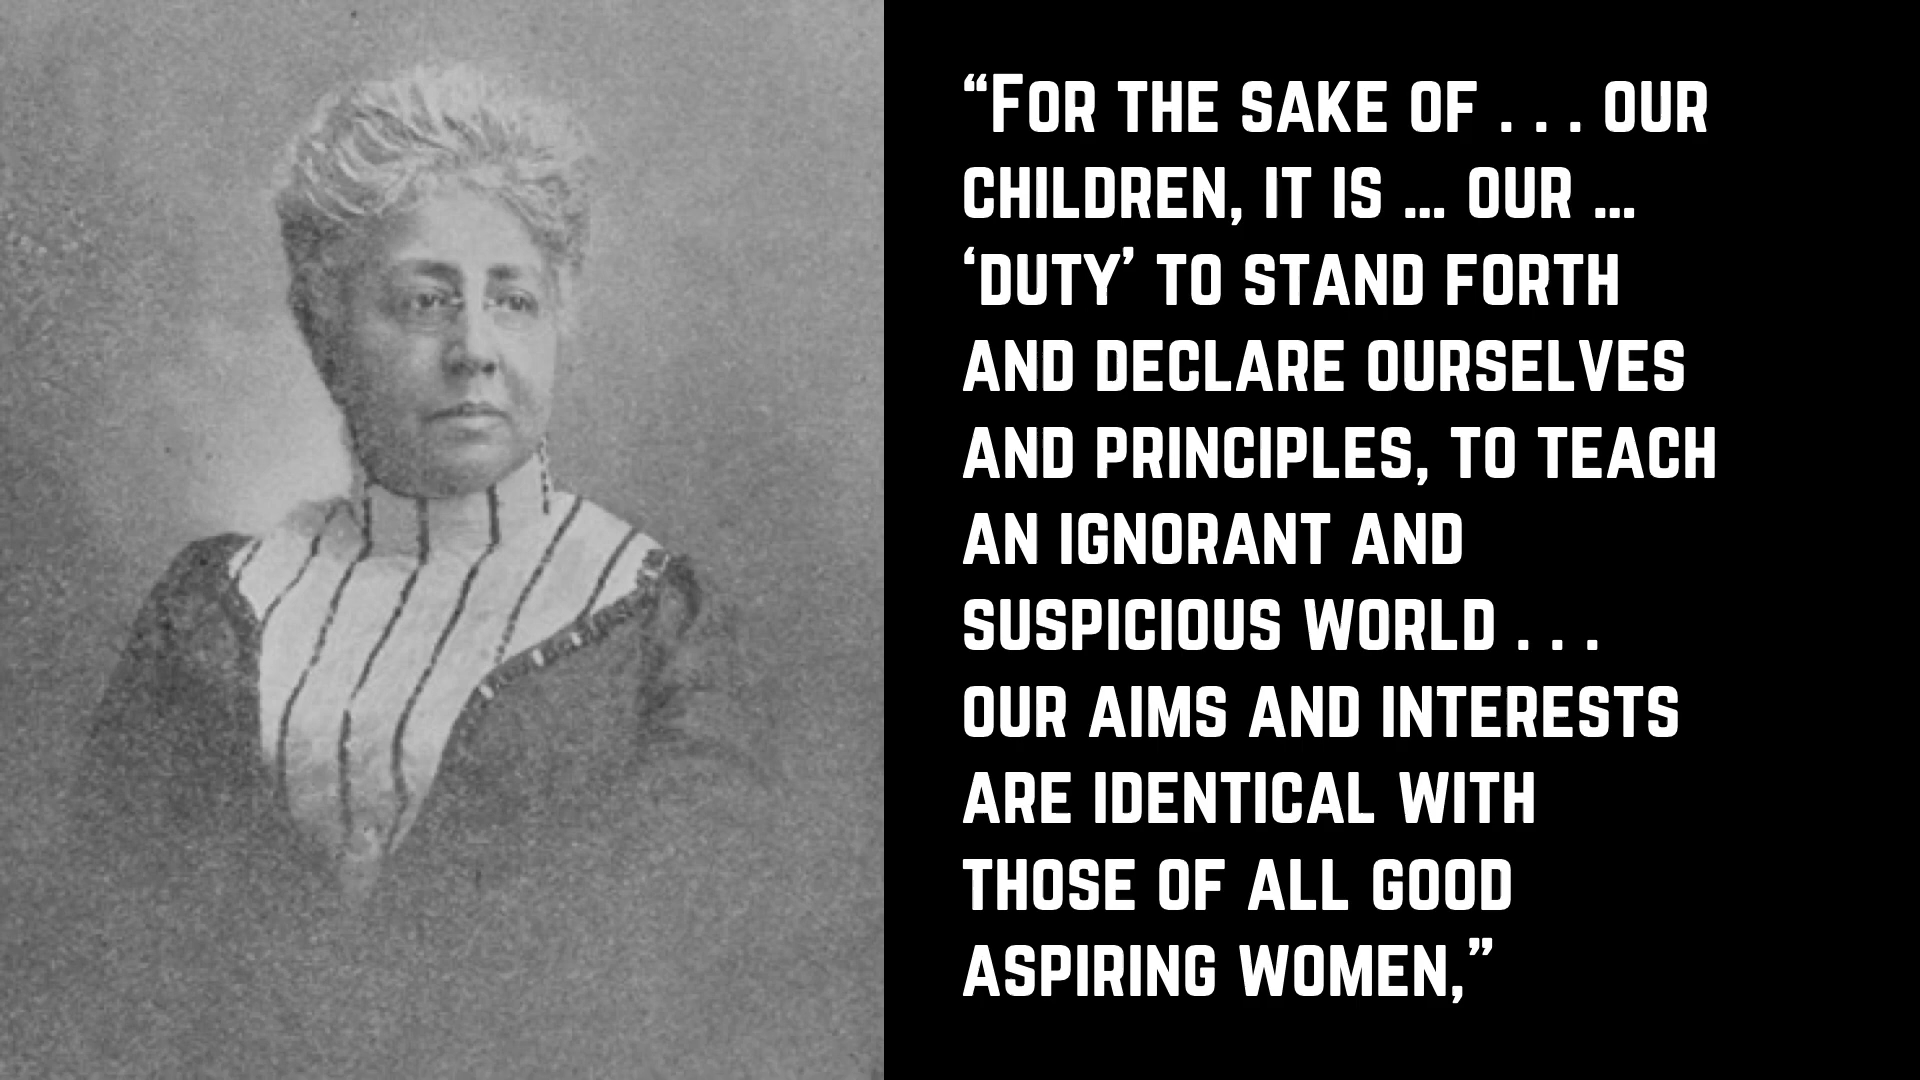 “For the sake of . . . our
children, it is ... our ...
‘duty’ to stand forth
and declare ourselves
and principles, to teach
an ignorant and
suspicious world . . .
our aims and interests
are identical with
those of all good
aspiring women,”